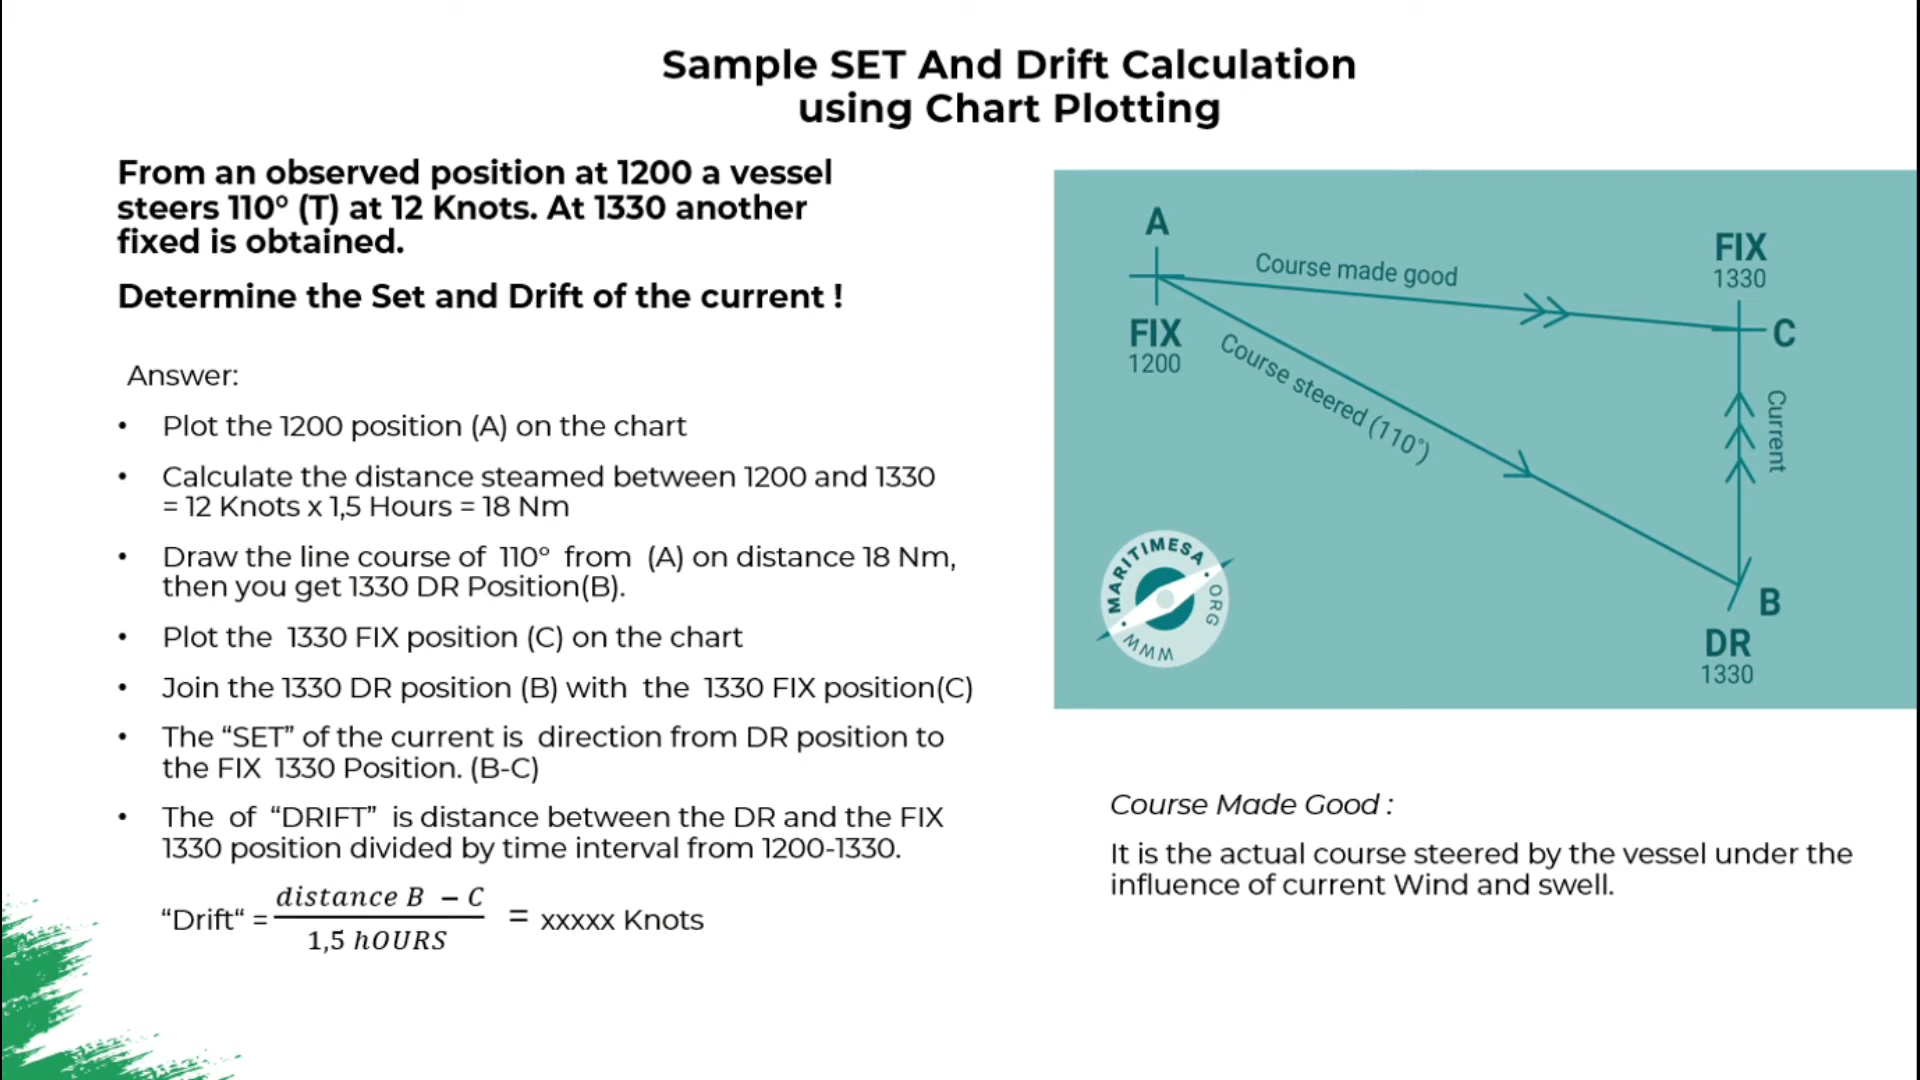 Sample SET And Drift Calculation
using Chart Plotting
From an observed position at 1200 a vessel
steers 110° (T) at 12 Knots. At 1330 another
fixed is obtained.
Determine the Set and Drift of the current !
Answer:
• Plot the 1200 position (A) on the chart
• Calculate the distance steamed between 1200 and 1330
= 12 Knots x 1,5 Hours = 18 Nm
• Draw the line course of 110° from (A) on distance 18 Nm,
then you get 1330 DR Position(B).
• Plot the 1330 FIX position (C) on the chart
• Join the 1330 DR position (B) with the 1330 FIX position(C)
• The “SET” of the current is direction from DR position to
the FIX 1330 Position. (B-C)
• The of “DRIFT” is distance between the DR and the FIX
1330 position divided by time interval from 1200-1330.
“Drift“ = distance B – C / 1,5 hOURS = xxxxx Knots
A
FIX
1200
Course made good
Course steered (110°)
FIX
1330
C
Current
B
DR
1330
MARITIMESA
ORG
WWW
Course Made Good :
It is the actual course steered by the vessel under the
influence of current Wind and swell.